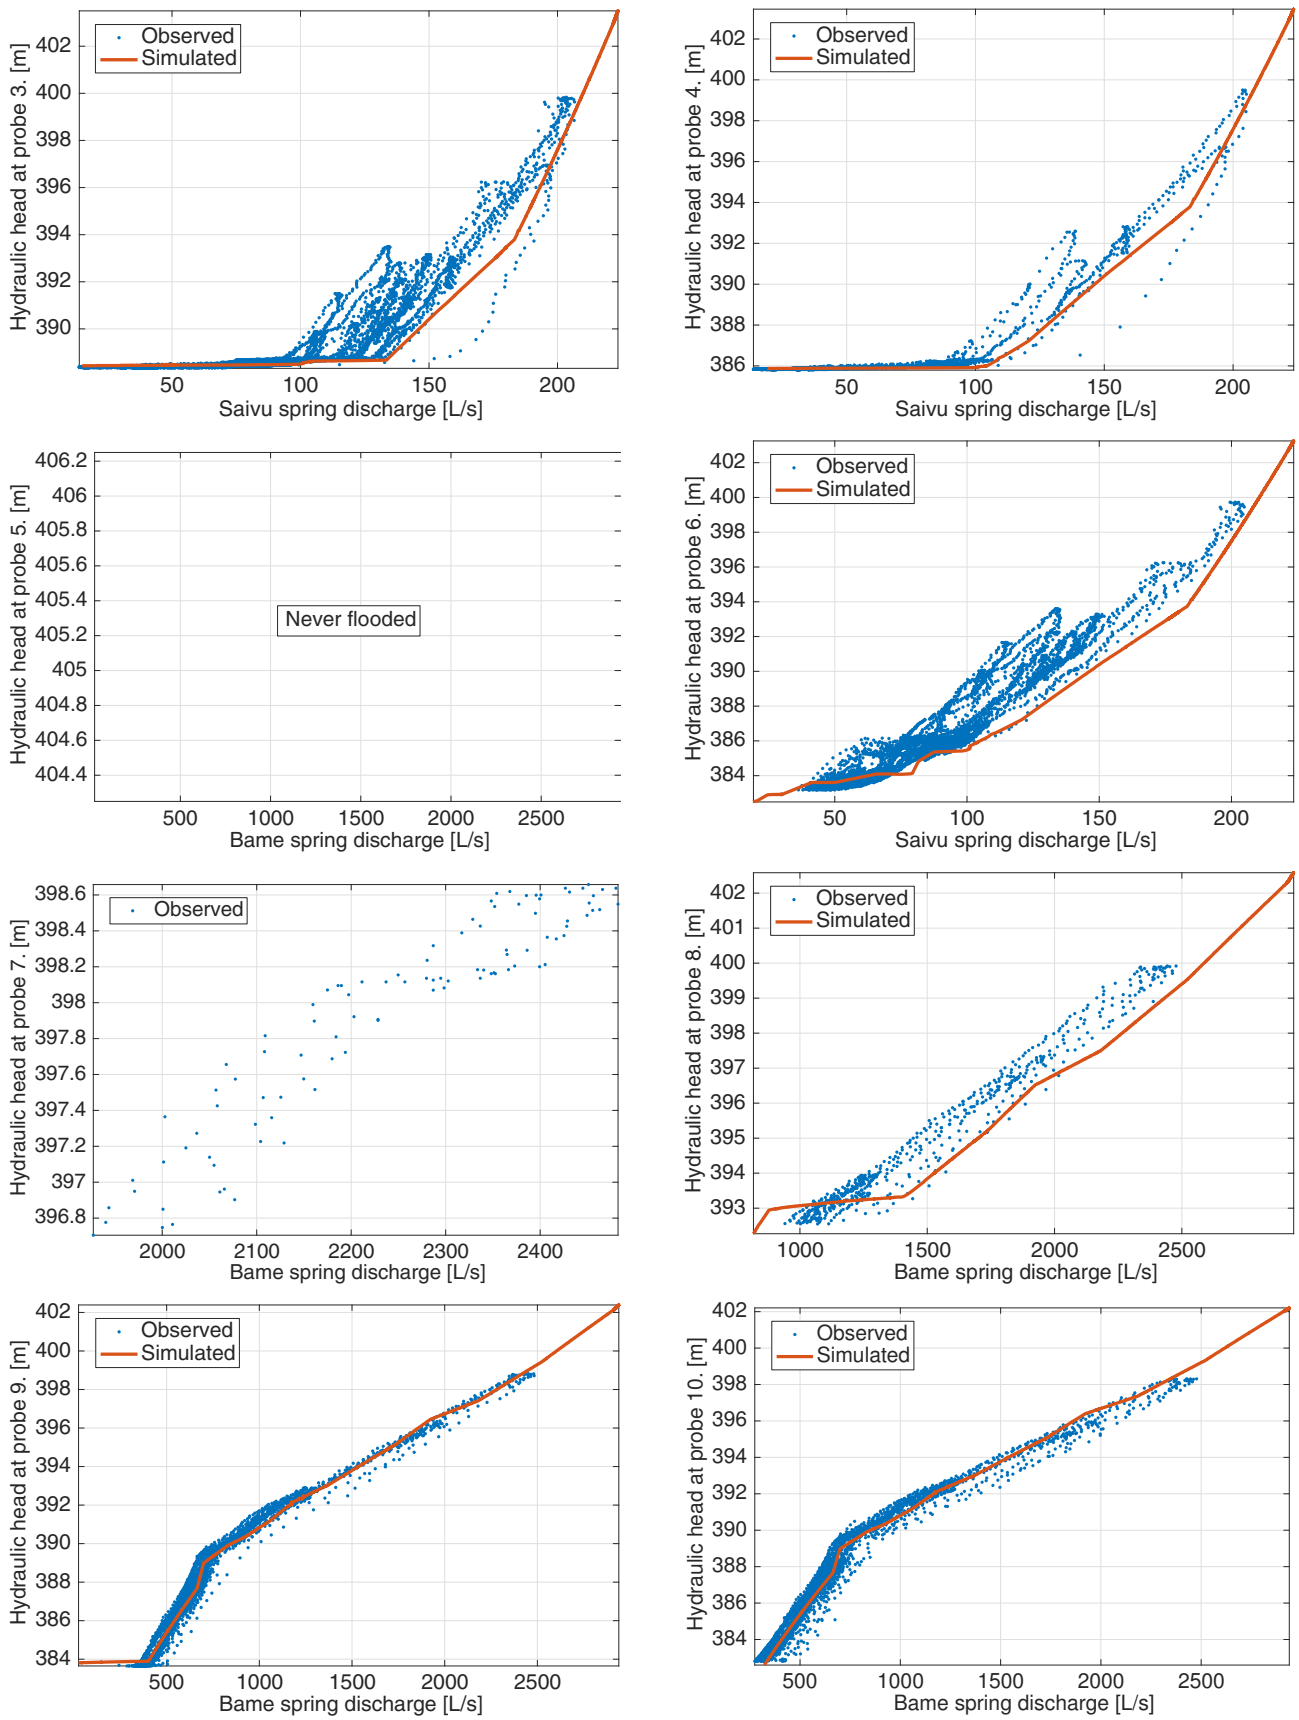 Hydraulic head at probe 3. [m]
402
400
398
396
394
392
390
Observed
Simulated
50 100 150 200
Saivu spring discharge [L/s]
Hydraulic head at probe 4. [m]
402
400
398
396
394
392
390
388
386
Observed
Simulated
50 100 150 200
Saivu spring discharge [L/s]
Hydraulic head at probe 5. [m]
406.2
406
405.8
405.6
405.4
405.2
405
404.8
404.6
404.4
Never flooded
500 1000 1500 2000 2500
Bame spring discharge [L/s]
Hydraulic head at probe 6. [m]
402
400
398
396
394
392
390
388
386
384
Observed
Simulated
50 100 150 200
Saivu spring discharge [L/s]
Hydraulic head at probe 7. [m]
398.6
398.4
398.2
398
397.8
397.6
397.4
397.2
397
396.8
Observed
2000 2100 2200 2300 2400
Bame spring discharge [L/s]
Hydraulic head at probe 8. [m]
402
401
400
399
398
397
396
395
394
393
Observed
Simulated
1000 1500 2000 2500
Bame spring discharge [L/s]
Hydraulic head at probe 9. [m]
402
400
398
396
394
392
390
388
386
384
Observed
Simulated
500 1000 1500 2000 2500
Bame spring discharge [L/s]
Hydraulic head at probe 10. [m]
402
400
398
396
394
392
390
388
386
384
Observed
Simulated
500 1000 1500 2000 2500
Bame spring discharge [L/s]